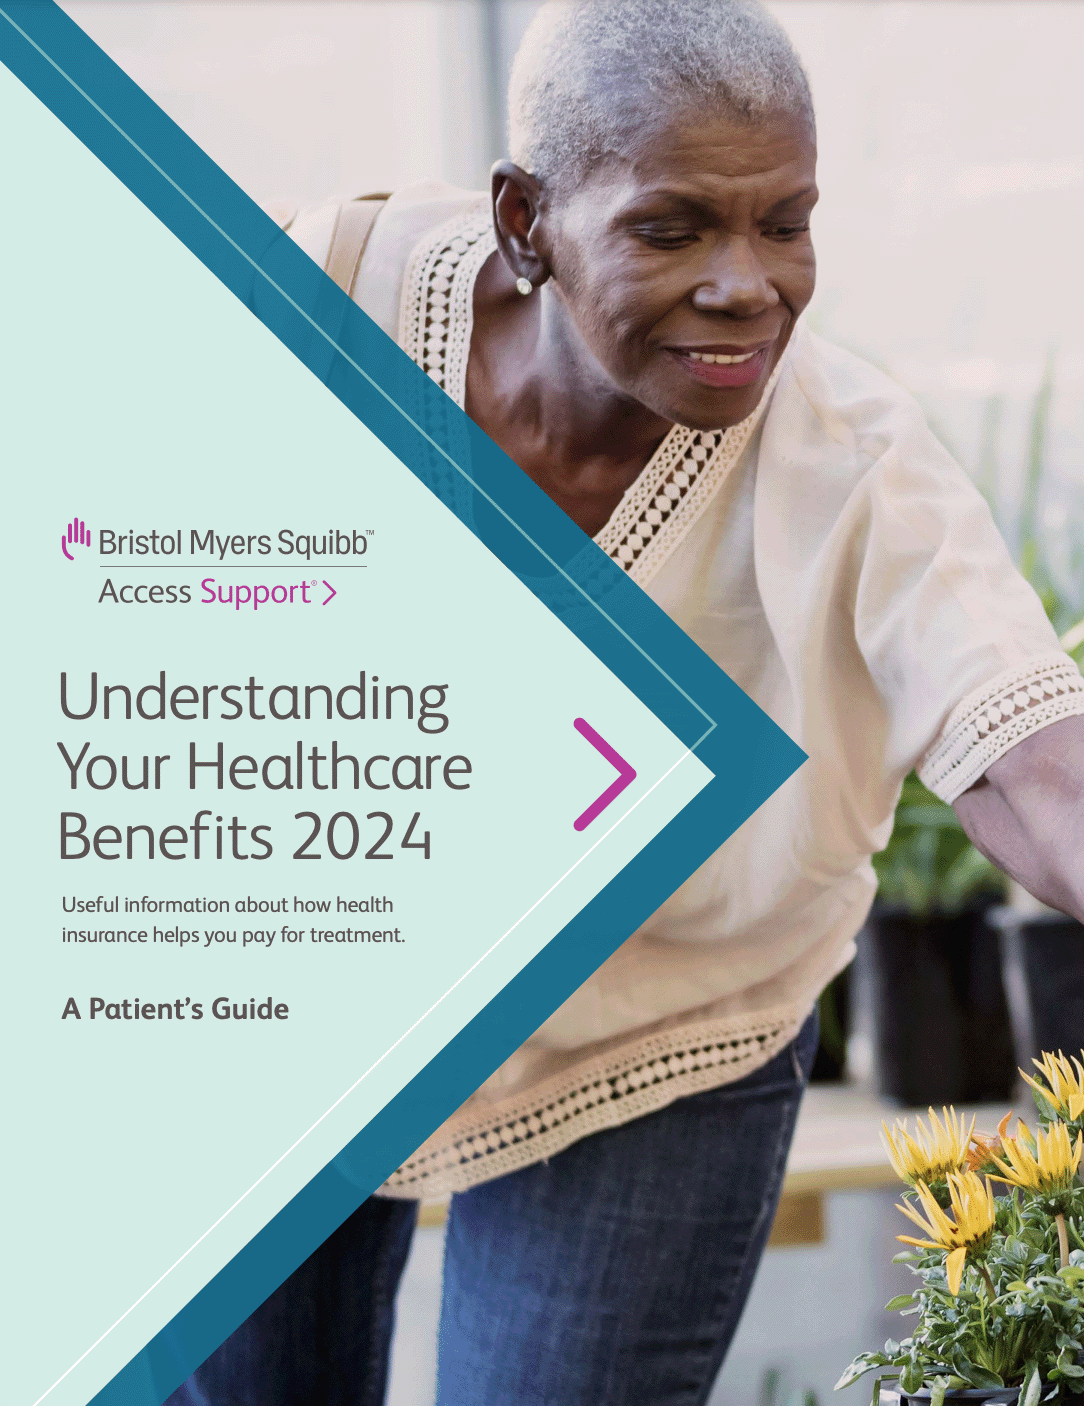 Bristol Myers Squibb™
Access Support®
Understanding
Your Healthcare
Benefits 2024
Useful information about how health
insurance helps you pay for treatment.
A Patient’s Guide